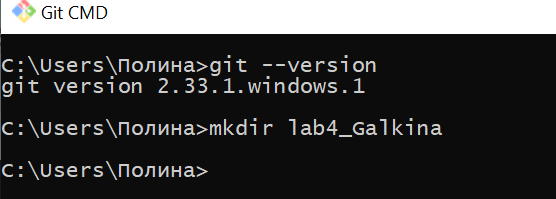 Git CMD
C:\Users\Полина>git --version
git version 2.33.1.windows.1
C:\Users\Полина>mkdir lab4_Galkina
C:\Users\Полина>